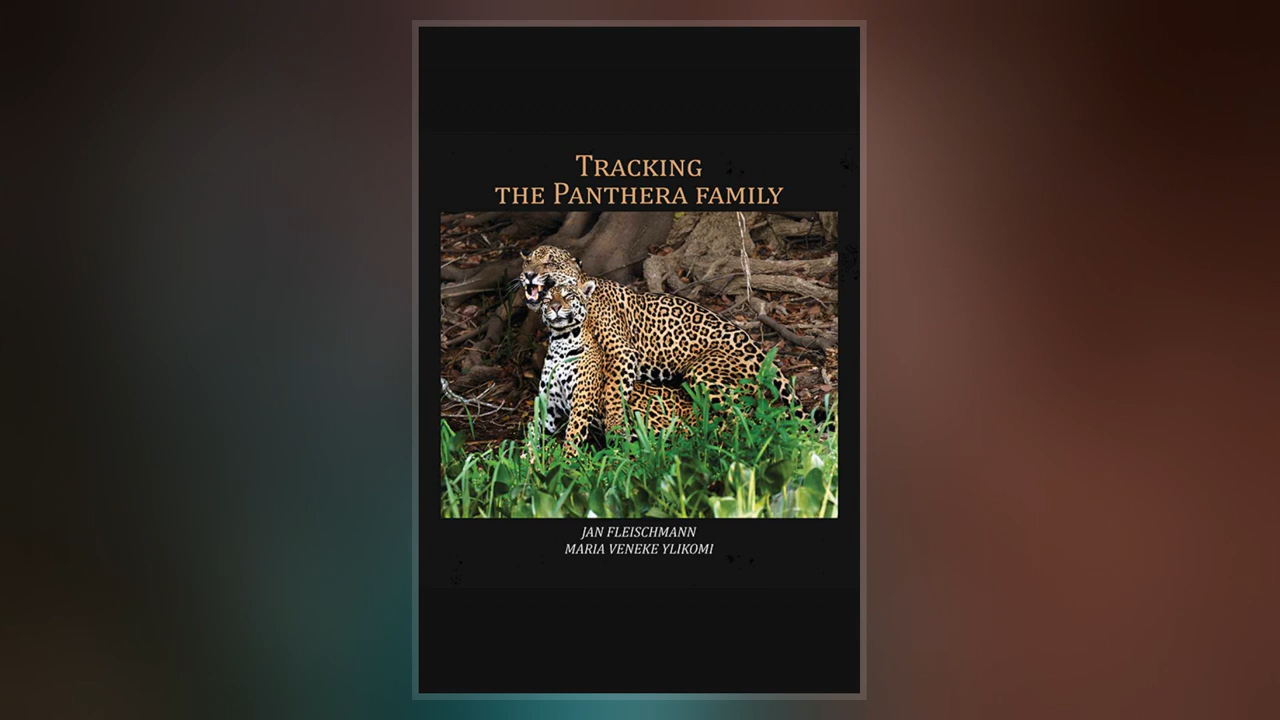 Tracking
the Panthera family
JAN FLEISCHMANN
MARIA VENEKE YLIKOMI